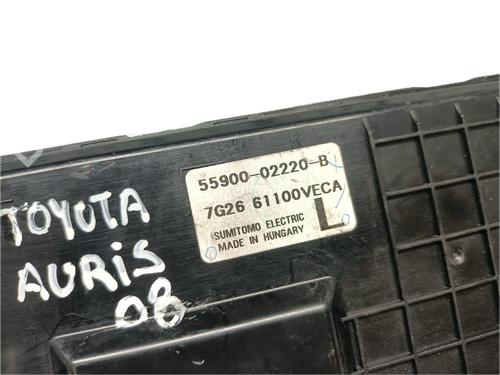 TOYOTA
AURIS
08
55900-02220-B
7G26 61100VECA
SUMITOMO ELECTRIC
MADE IN HUNGARY
L